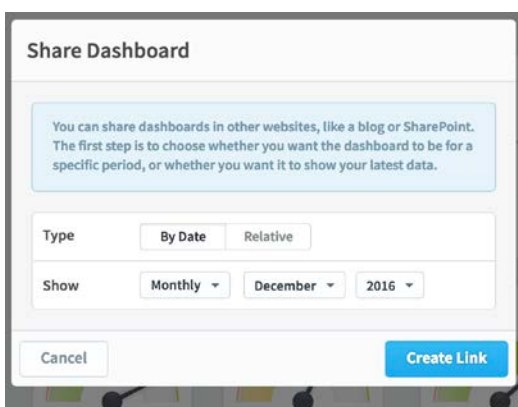 Share Dashboard
You can share dashboards in other websites, like a blog or SharePoint.
The first step is to choose whether you want the dashboard to be for a
specific period, or whether you want it to show your latest data.
Type By Date Relative
Show Monthly December 2016
Cancel Create Link